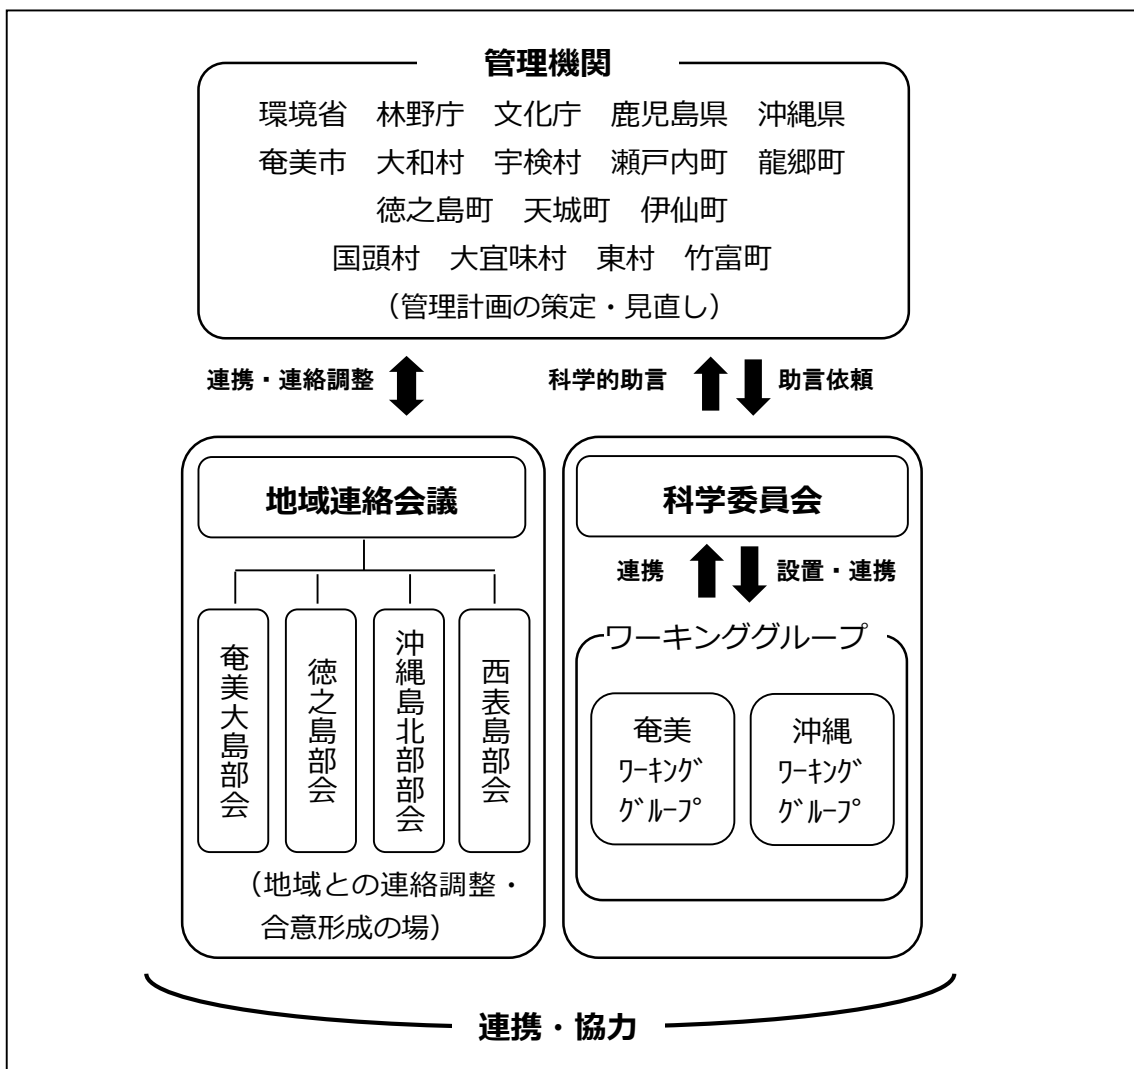 管理機関
環境省　林野庁　文化庁　鹿児島県　沖縄県
奄美市　大和村　宇検村　瀬戸内町　龍郷町
徳之島町　天城町　伊仙町
国頭村　大宜味村　東村　竹富町
（管理計画の策定・見直し）
連携・連絡調整
科学的助言
助言依頼
地域連絡会議
奄美大島部会
徳之島部会
沖縄島北部部会
西表島部会
（地域との連絡調整・
合意形成の場）
科学委員会
連携
設置・連携
ワーキンググループ
奄美
ﾜｰｷﾝｸﾞ
ｸﾞﾙｰﾌﾟ
沖縄
ﾜｰｷﾝｸﾞ
ｸﾞﾙｰﾌﾟ
連携・協力